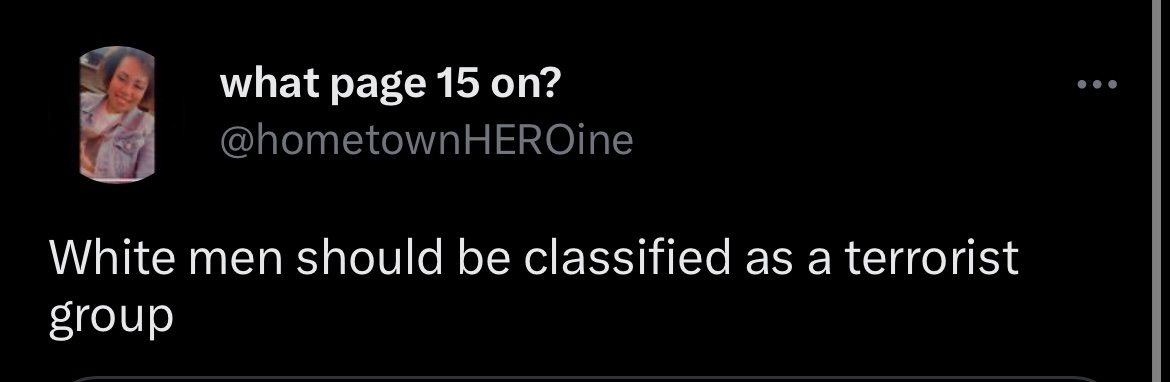 what page 15 on?
@hometownHEROine
White men should be classified as a terrorist
group